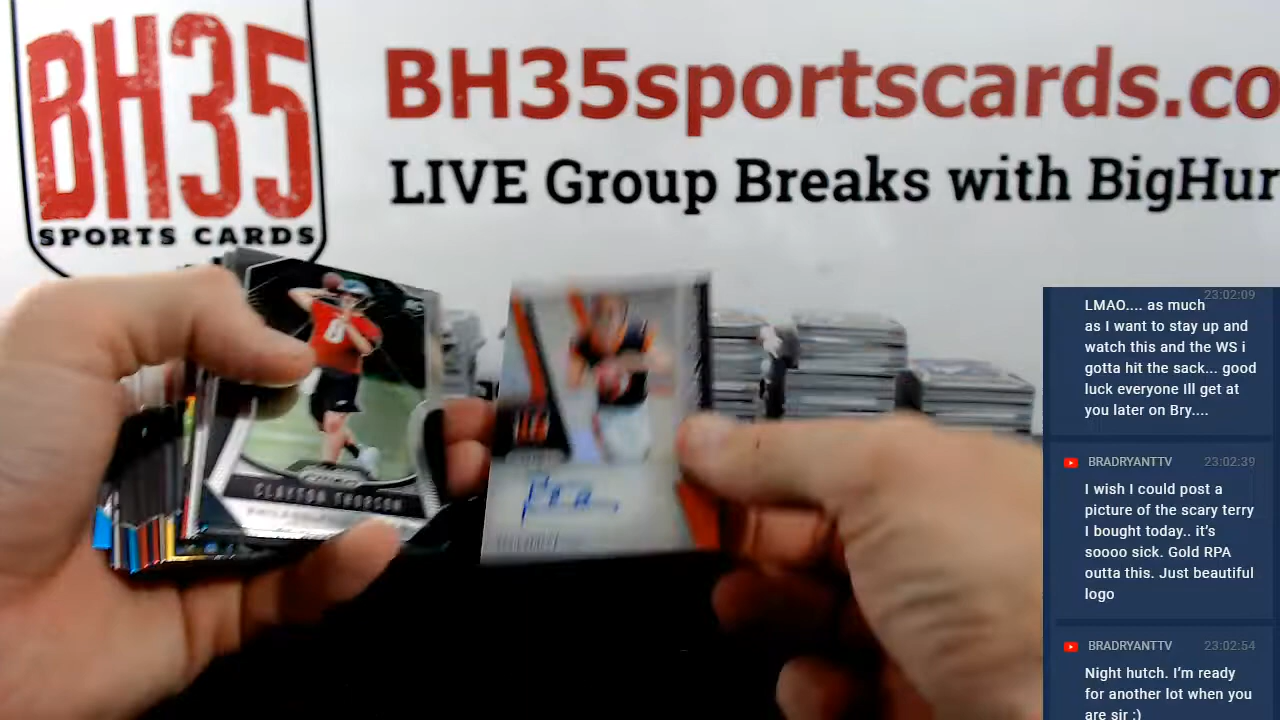 BH35
SPORTS CARDS
BH35sportscards.co
LIVE Group Breaks with BigHur
CLAYTON THORSON
23:02:09
LMAO.... as much
as I want to stay up and
watch this and the WS i
gotta hit the sack... good
luck everyone Ill get at
you later on Bry....
BRADRYANTTV 23:02:39
I wish I could post a
picture of the scary terry
I bought today.. it's
soooo sick. Gold RPA
outta this. Just beautiful
logo
BRADRYANTTV 23:02:54
Night hutch. I'm ready
for another lot when you
are sir :)